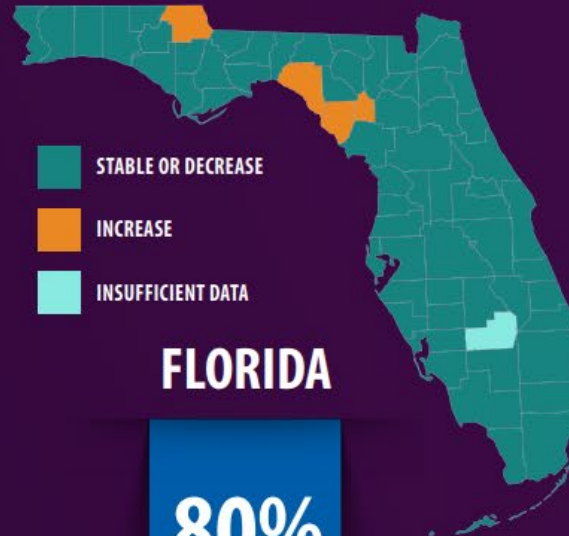 STABLE OR DECREASE
INCREASE
INSUFFICIENT DATA
FLORIDA
80%